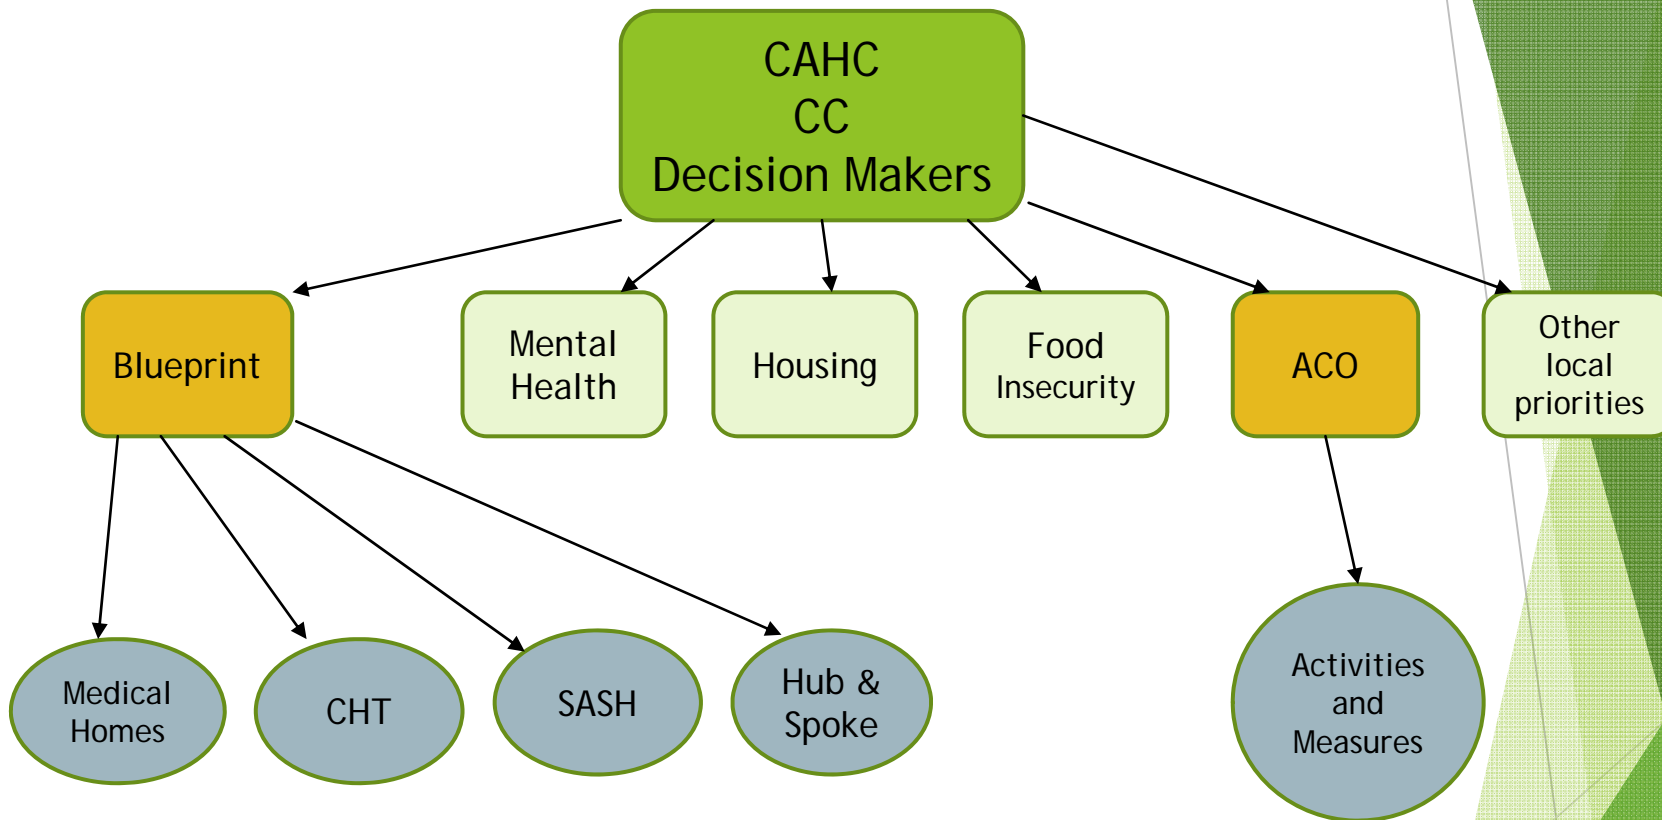 CAHC
CC
Decision Makers
Blueprint
Mental
Health
Housing
Food
Insecurity
ACO
Other
local
priorities
Medical
Homes
CHT
SASH
Hub &
Spoke
Activities
and
Measures